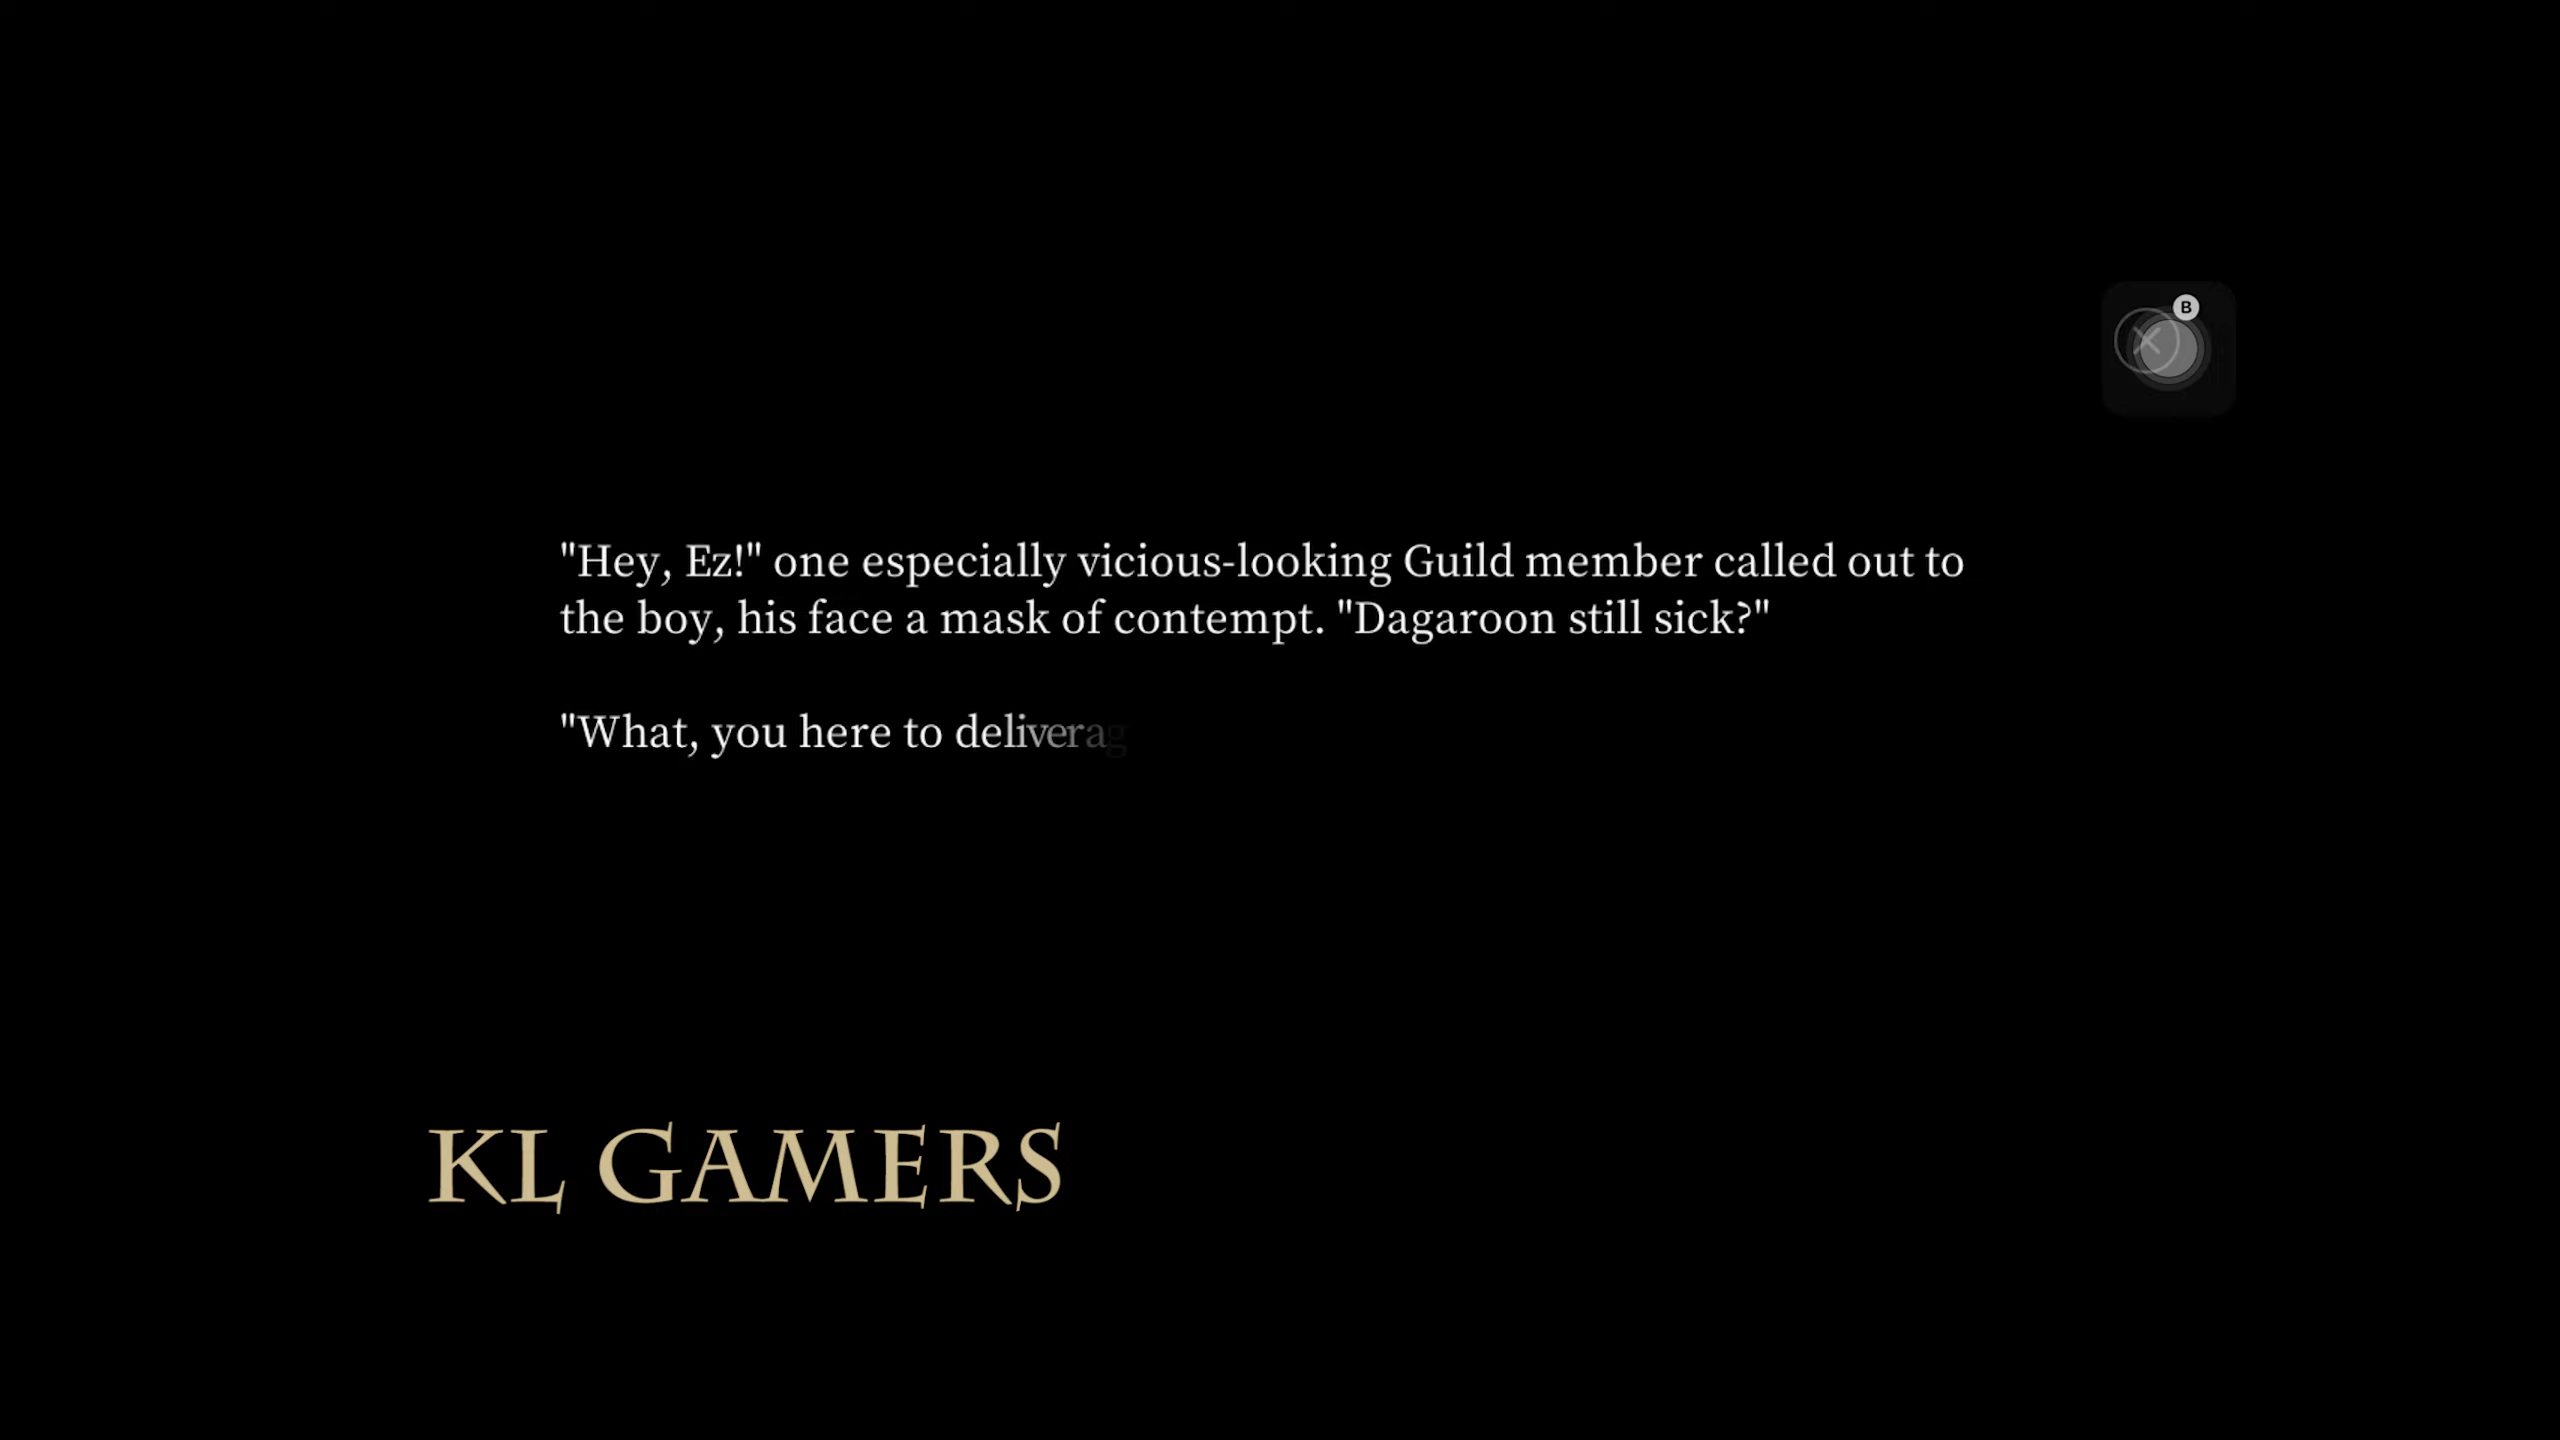 "Hey, Ez!" one especially vicious-looking Guild member called out to
the boy, his face a mask of contempt. "Dagaroon still sick?"
"What, you here to deliverag
B
KL GAMERS